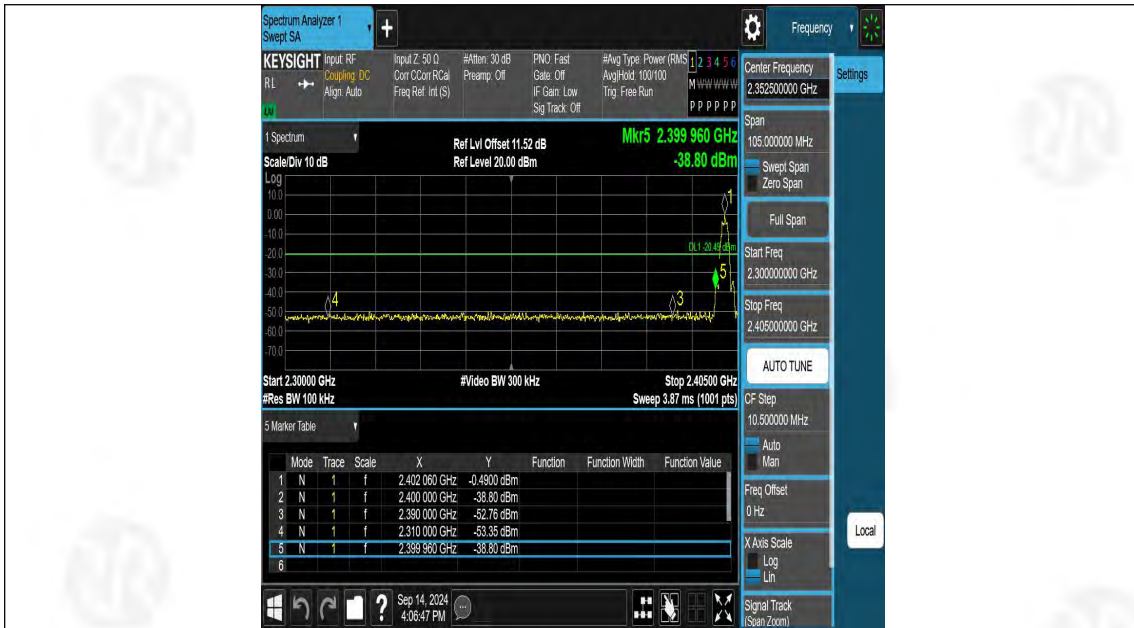 Spectrum Analyzer 1
Swept SA
+
Frequency
KEYSIGHT
RL
Input: RF
Coupling: DC
Align: Auto
Input Z: 50 Ω
Corr CCorr RCal
Freq Ref: Int (S)
#Atten: 30 dB
Preamp: Off
PNO: Fast
Gate: Off
IF Gain: Low
Sig Track: Off
#Avg Type: Power (RMS
Avg|Hold: 100/100
Trig: Free Run
1 2 3 4 5 6
M W W W W W
P P P P P P
1 Spectrum
Scale/Div 10 dB
Ref Lvl Offset 11.52 dB
Ref Level 20.00 dBm
Mkr5 2.399 960 GHz
-38.80 dBm
Log
10.0
0.00
-10.0
-20.0
-30.0
-40.0
-50.0
-60.0
-70.0
1
DL1 -20.49 dBm
5
4
3
Start 2.30000 GHz
#Video BW 300 kHz
Stop 2.40500 GHz
#Res BW 100 kHz
Sweep 3.87 ms (1001 pts)
5 Marker Table
Mode Trace Scale X Y Function Function Width Function Value
1 N 1 f 2.402 060 GHz -0.4900 dBm
2 N 1 f 2.400 000 GHz -38.80 dBm
3 N 1 f 2.390 000 GHz -52.76 dBm
4 N 1 f 2.310 000 GHz -53.35 dBm
5 N 1 f 2.399 960 GHz -38.80 dBm
6
?
Sep 14, 2024
4:06:47 PM
Center Frequency
2.352500000 GHz
Settings
Span
105.000000 MHz
Swept Span
Zero Span
Full Span
Start Freq
2.300000000 GHz
Stop Freq
2.405000000 GHz
AUTO TUNE
CF Step
10.500000 MHz
Auto
Man
Freq Offset
0 Hz
X Axis Scale
Log
Lin
Local
Signal Track
(Span Zoom)